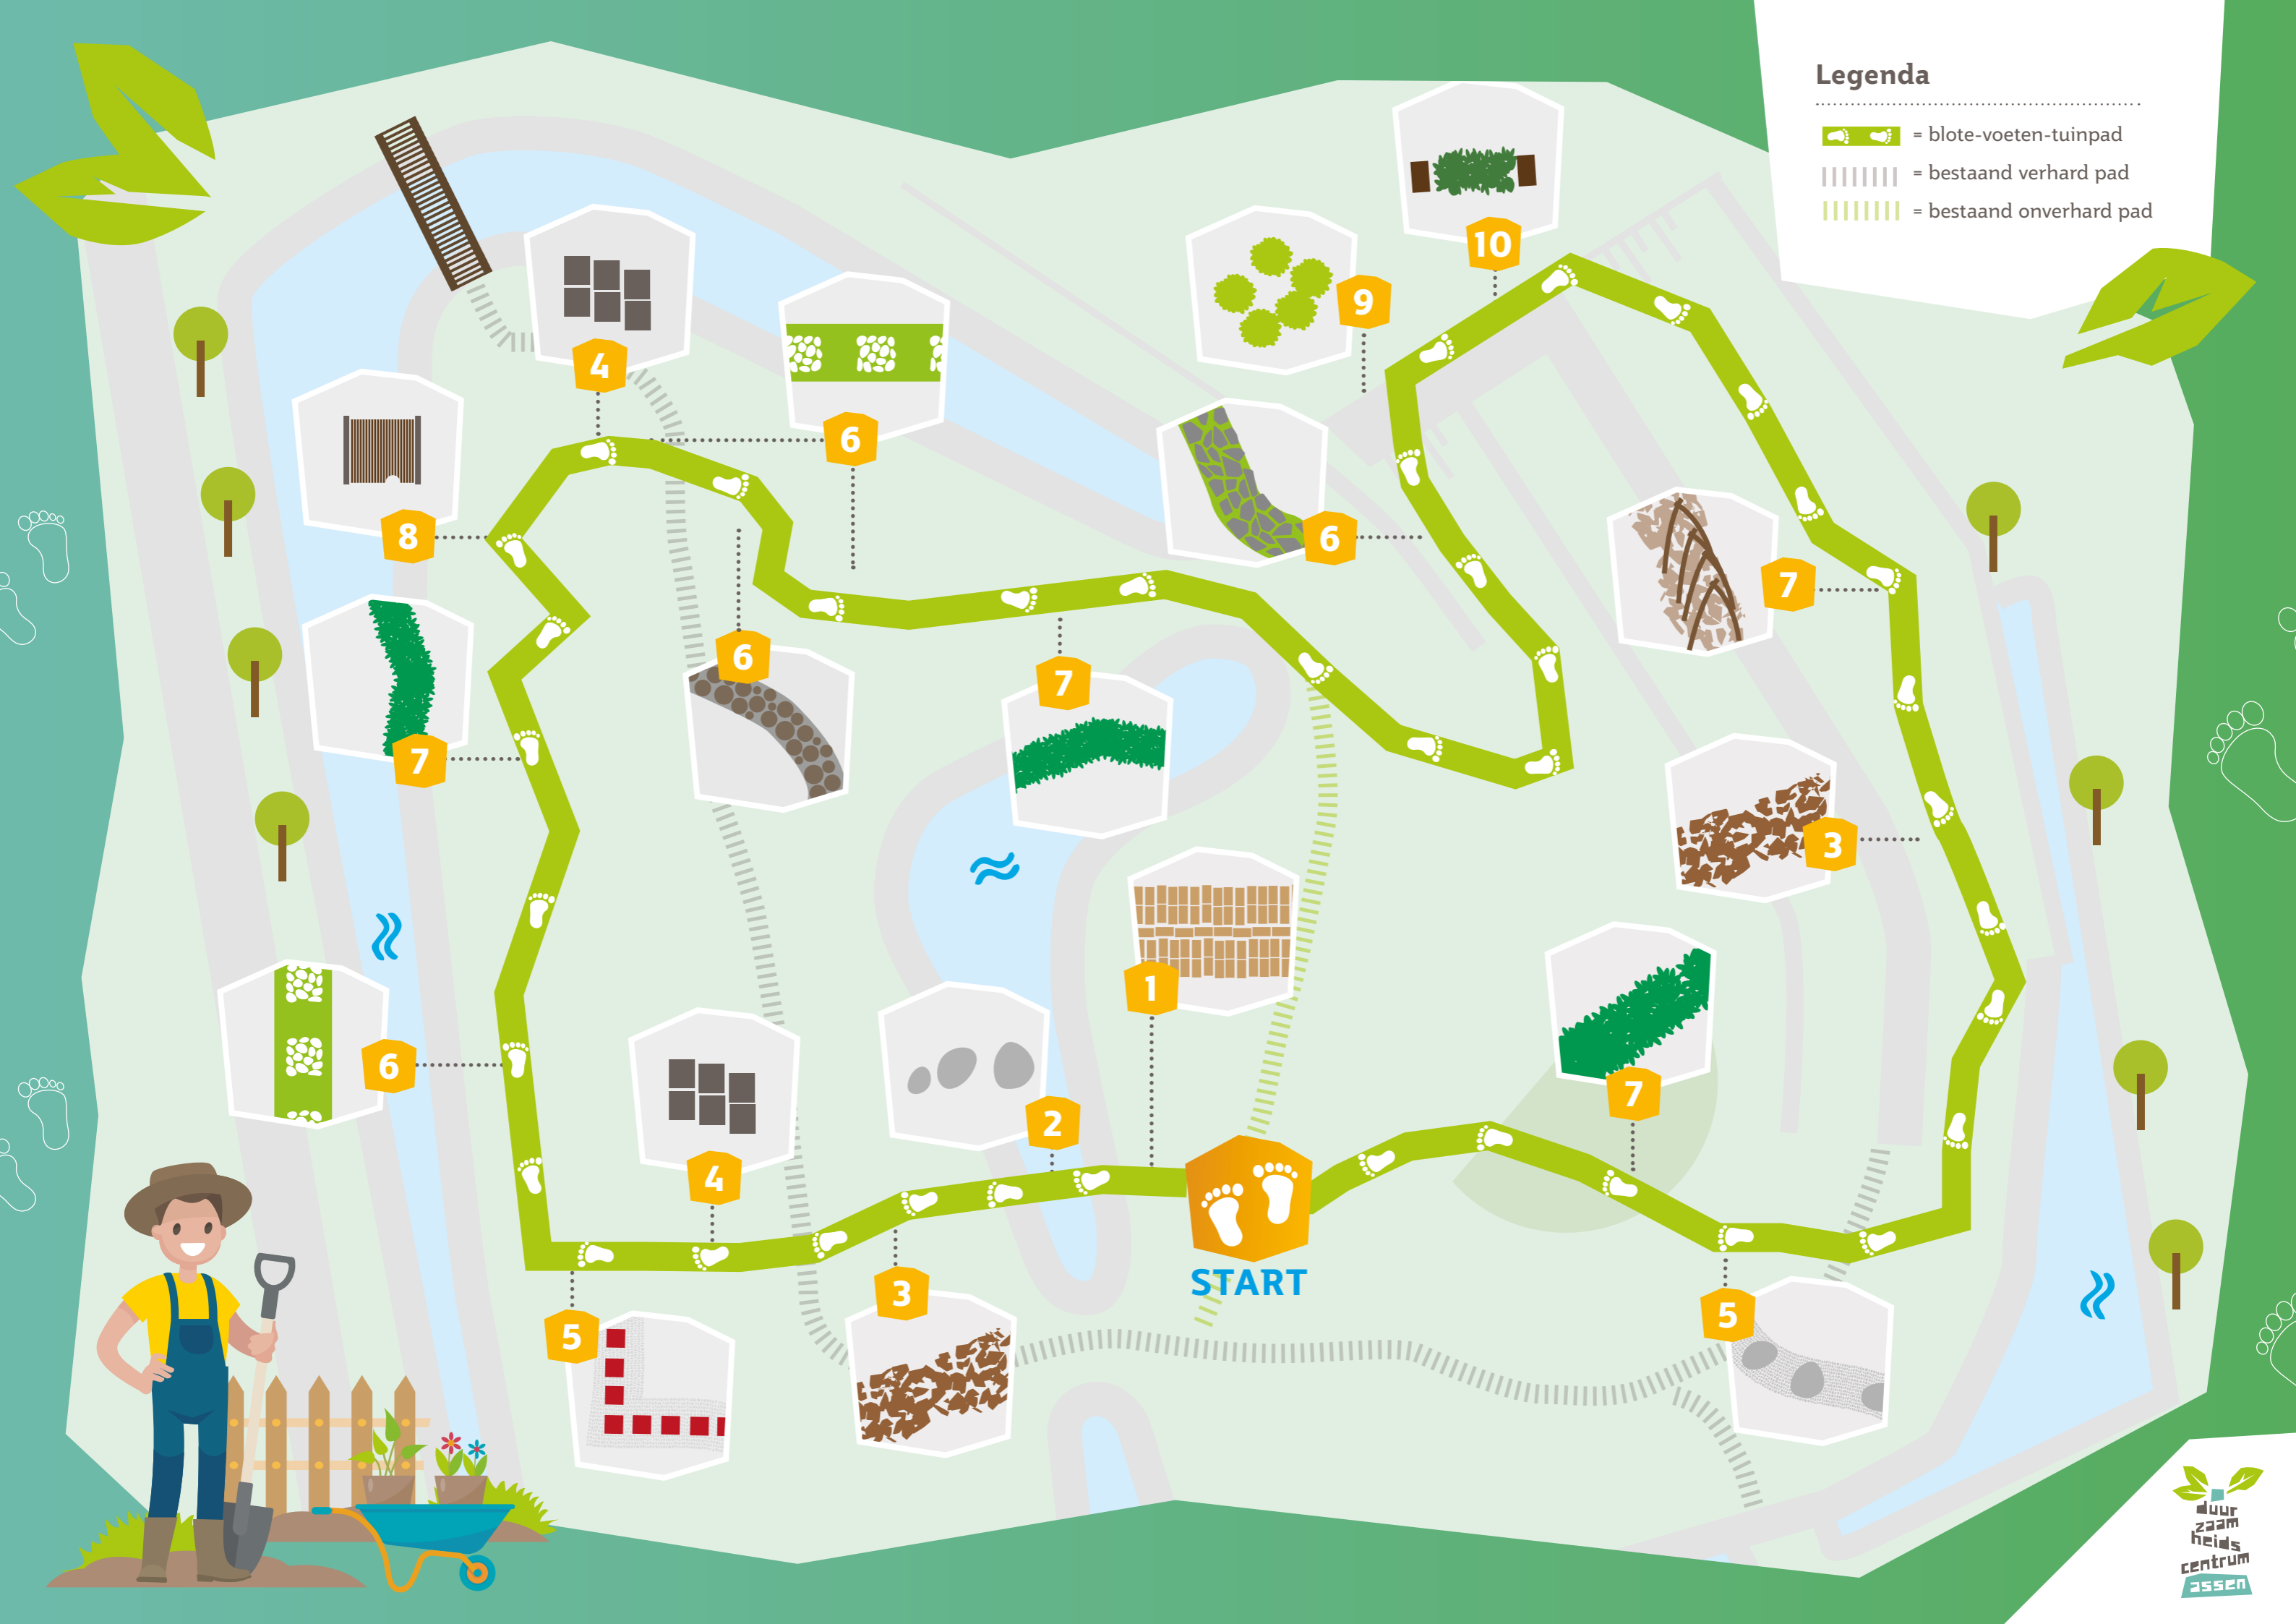 Legenda
= blote-voeten-tuinpad
= bestaand verhard pad
= bestaand onverhard pad
10
9
4
6
8
6
7
6
7
7
3
1
6
7
2
4
3
START
5
5
duur
zaam
heids
centrum
assen